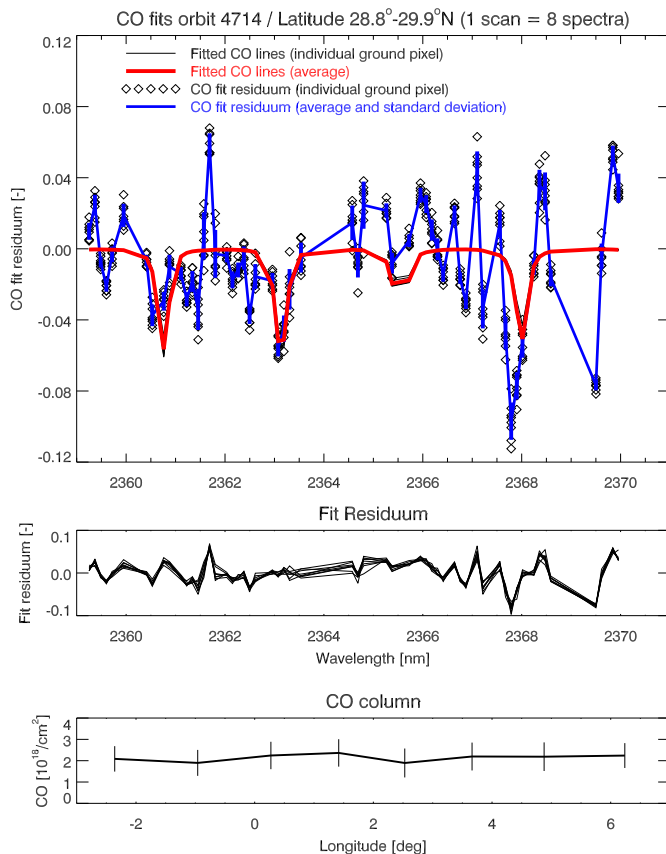 CO fits orbit 4714 / Latitude 28.8°-29.9°N (1 scan = 8 spectra)
0.12
Fitted CO lines (individual ground pixel)
Fitted CO lines (average)
CO fit residuum (individual ground pixel)
CO fit residuum (average and standard deviation)
0.08
0.04
0.00
-0.04
-0.08
-0.12
CO fit residuum [-]
2360 2362 2364 2366 2368 2370
Fit Residuum
0.1
0.0
-0.1
Fit residuum [-]
2360 2362 2364 2366 2368 2370
Wavelength [nm]
CO column
4
3
2
1
0
CO [10¹⁸/cm²]
-2 0 2 4 6
Longitude [deg]